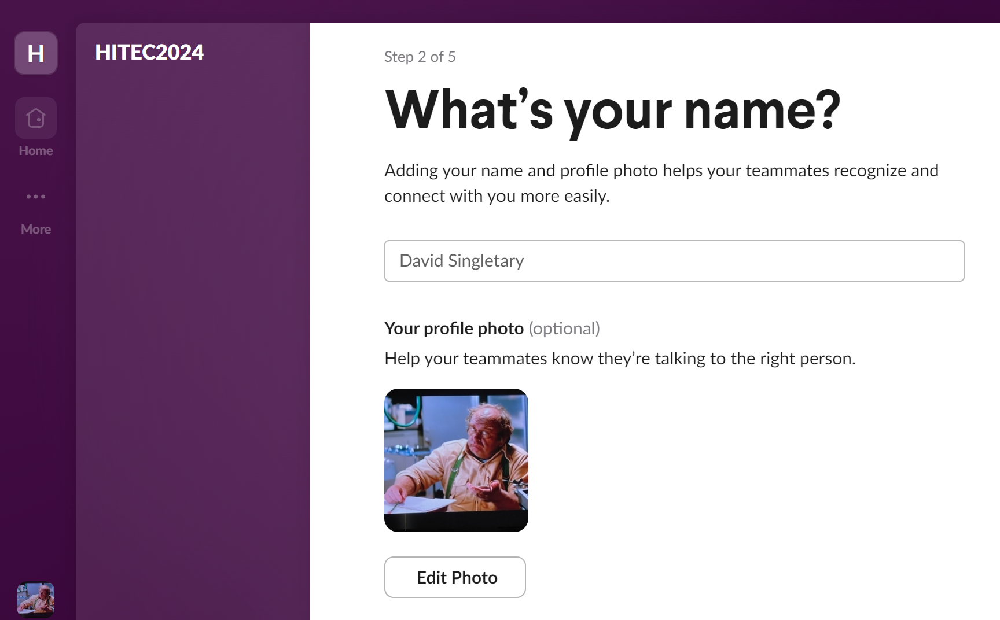 H
HITEC2024
Home
More
Step 2 of 5
What’s your name?
Adding your name and profile photo helps your teammates recognize and
connect with you more easily.
David Singletary
Your profile photo (optional)
Help your teammates know they’re talking to the right person.
Edit Photo